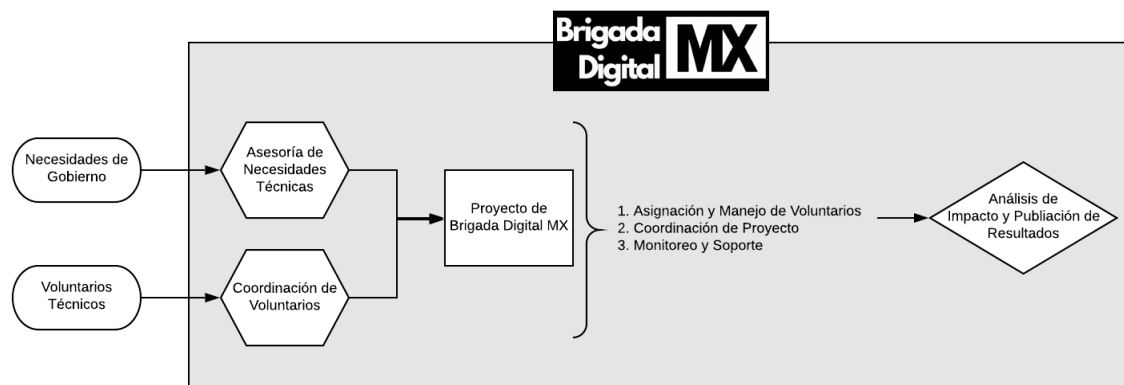 Brigada
Digital
MX
Necesidades de
Gobierno
Asesoría de
Necesidades
Técnicas
Voluntarios
Técnicos
Coordinación de
Voluntarios
Proyecto de
Brigada Digital MX
1. Asignación y Manejo de Voluntarios
2. Coordinación de Proyecto
3. Monitoreo y Soporte
Análisis de
Impacto y Publiación de
Resultados